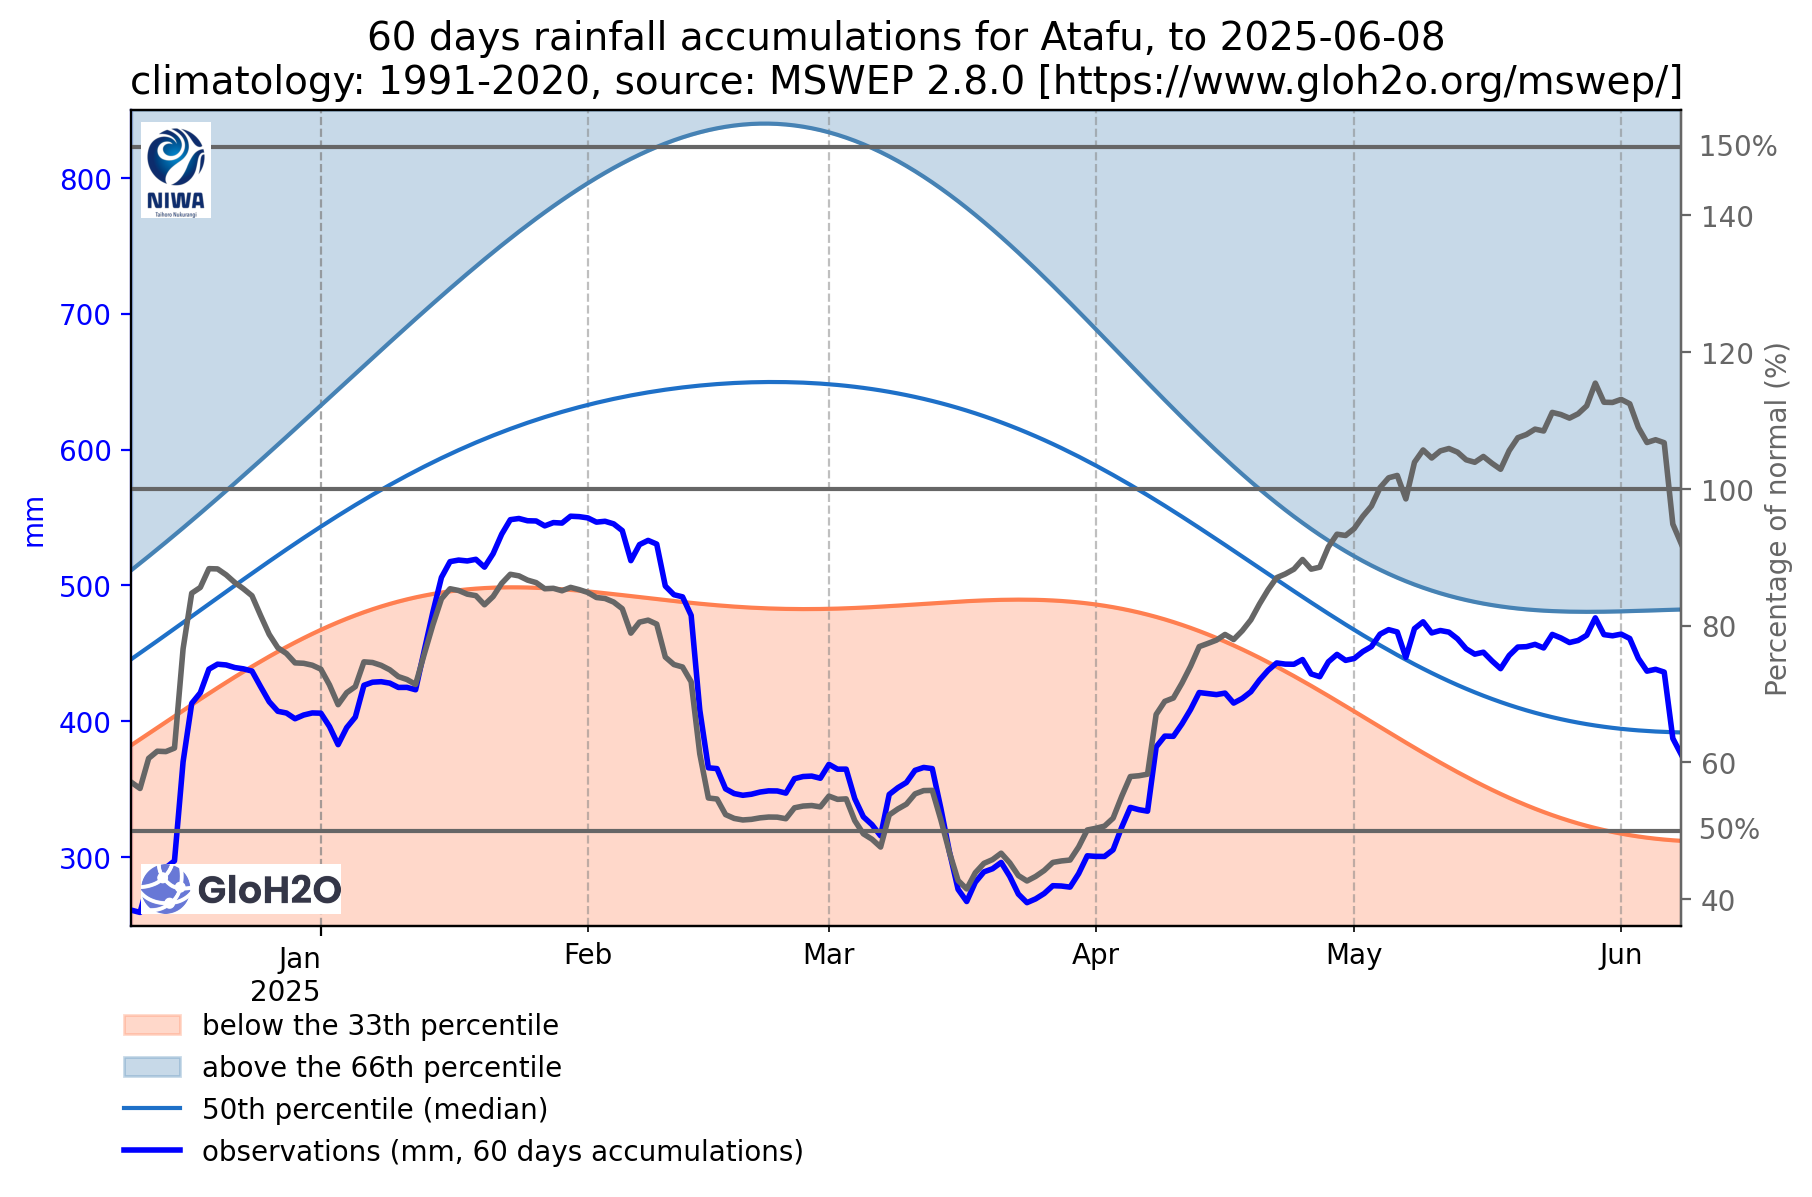 60 days rainfall accumulations for Atafu, to 2025-06-08
climatology: 1991-2020, source: MSWEP 2.8.0 [https://www.gloh2o.org/mswep/]
NIWA
Taihoro Nukurangi
800
700
600
500
400
300
mm
150%
140
120
100
80
60
50%
40
Percentage of normal (%)
GloH2O
Jan
2025
Feb
Mar
Apr
May
Jun
below the 33th percentile
above the 66th percentile
50th percentile (median)
observations (mm, 60 days accumulations)